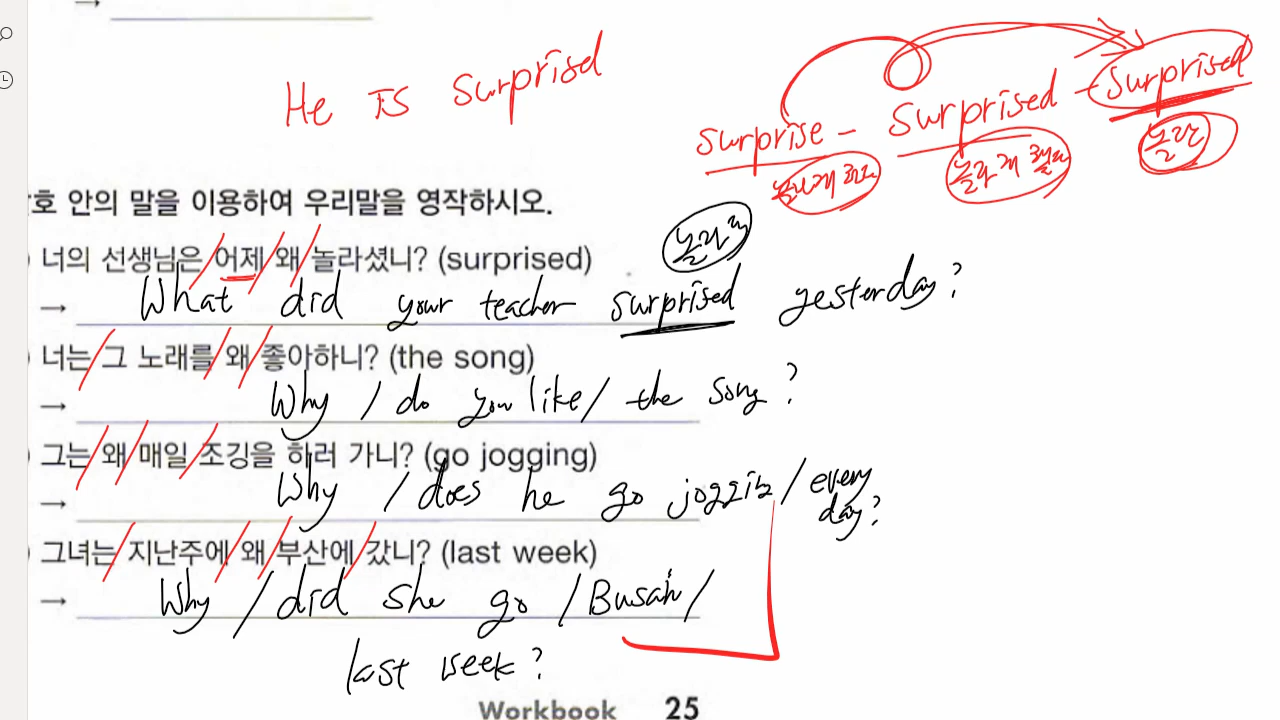 →
He is surprised
surprise - surprised - surprised
놀라게 하다 놀라게 했다 놀란
호 안의 말을 이용하여 우리말을 영작하시오.
너의 선생님은/어제/왜/놀라셨니? (surprised)
→ What did your teacher surprised yesterday?
너는/그 노래를/왜/좋아하니? (the song)
→ Why / do you like / the song?
그는/왜/매일/조깅을 하러 가니? (go jogging)
→ Why / does he go / every
day?
그녀는/지난주에/왜/부산에/갔니? (last week)
→ Why / did she go / Busan /
last week?
Workbook 25